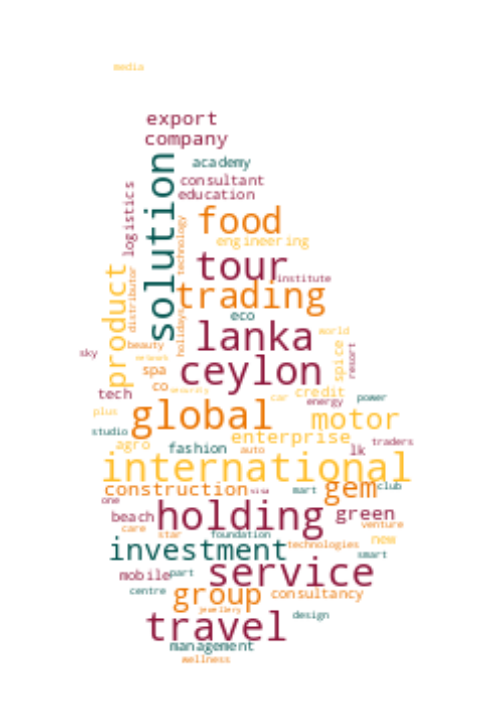 media
export
company
solution
academy
consultant
education
logistics
food
technology
engineering
tour
institute
product
distributor
trading
eco
holidays
lanka
world
beauty
spice
resort
sky
network
ceylon
spa
co
security
tech
car
credit
energy
power
plus
global
motor
studio
enterprise
traders
agro
fashion
auto
lk
international
construction
visa
mart
gem
club
one
beach
holding
green
venture
care
star
foundation
new
investment
technologies
smart
mobile
part
service
centre
group
consultancy
jewellery
travel
design
management
wellness